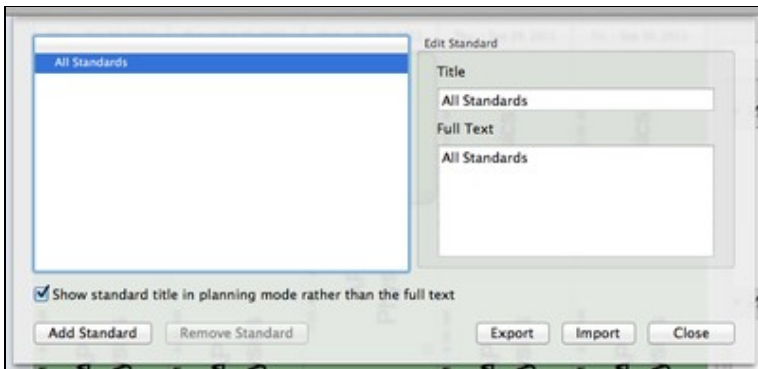 Edit Standard
All Standards
Title
All Standards
Full Text
All Standards
Show standard title in planning mode rather than the full text
Add Standard
Remove Standard
Export
Import
Close